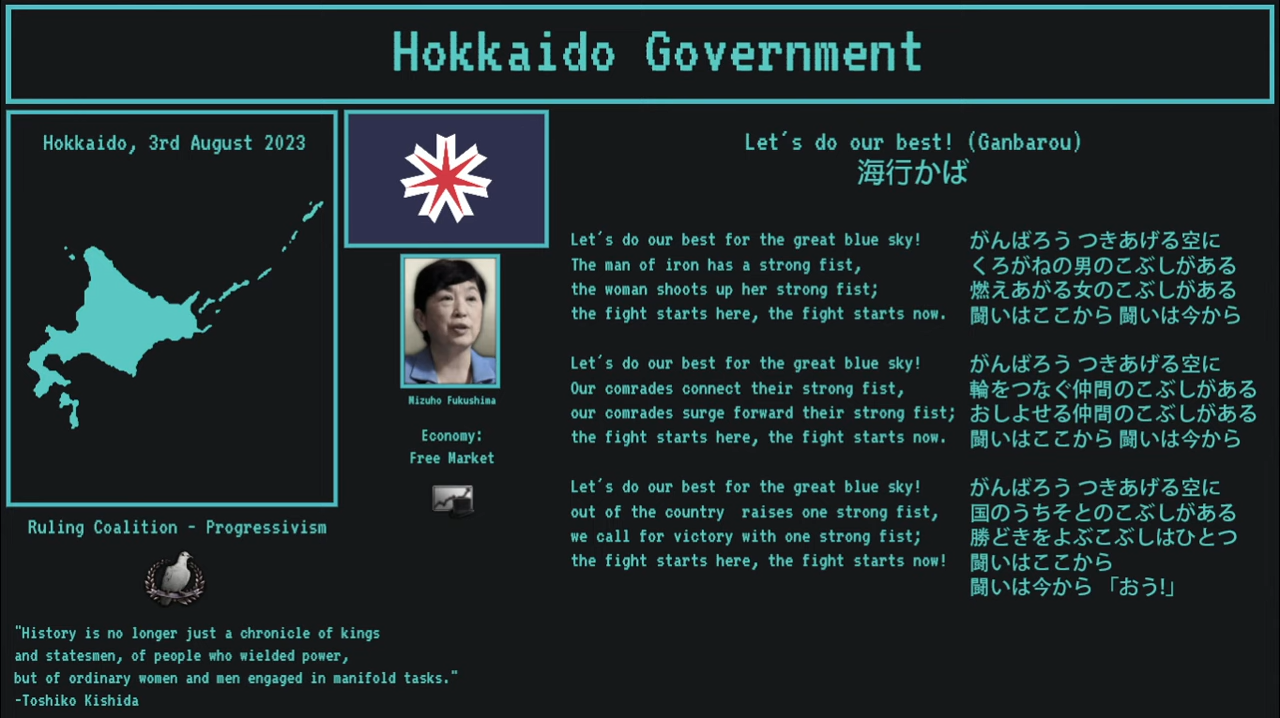 Hokkaido Government
Hokkaido, 3rd August 2023
Mizuho Fukushima
Economy:
Free Market
Ruling Coalition - Progressivism
"History is no longer just a chronicle of kings
and statesmen, of people who wielded power,
but of ordinary women and men engaged in manifold tasks."
-Toshiko Kishida
Let´s do our best! (Ganbarou)
海行かば
Let´s do our best for the great blue sky!
The man of iron has a strong fist,
the woman shoots up her strong fist;
the fight starts here, the fight starts now.
Let´s do our best for the great blue sky!
Our comrades connect their strong fist,
our comrades surge forward their strong fist;
the fight starts here, the fight starts now.
Let´s do our best for the great blue sky!
out of the country  raises one strong fist,
we call for victory with one strong fist;
the fight starts here, the fight starts now!
がんばろう つきあげる空に
くろがねの男のこぶしがある
燃えあがる女のこぶしがある
闘いはここから 闘いは今から
がんばろう つきあげる空に
輪をつなぐ仲間のこぶしがある
おしよせる仲間のこぶしがある
闘いはここから 闘いは今から
がんばろう つきあげる空に
国のうちそとのこぶしがある
勝どきをよぶこぶしはひとつ
闘いはここから
闘いは今から 「おう!」